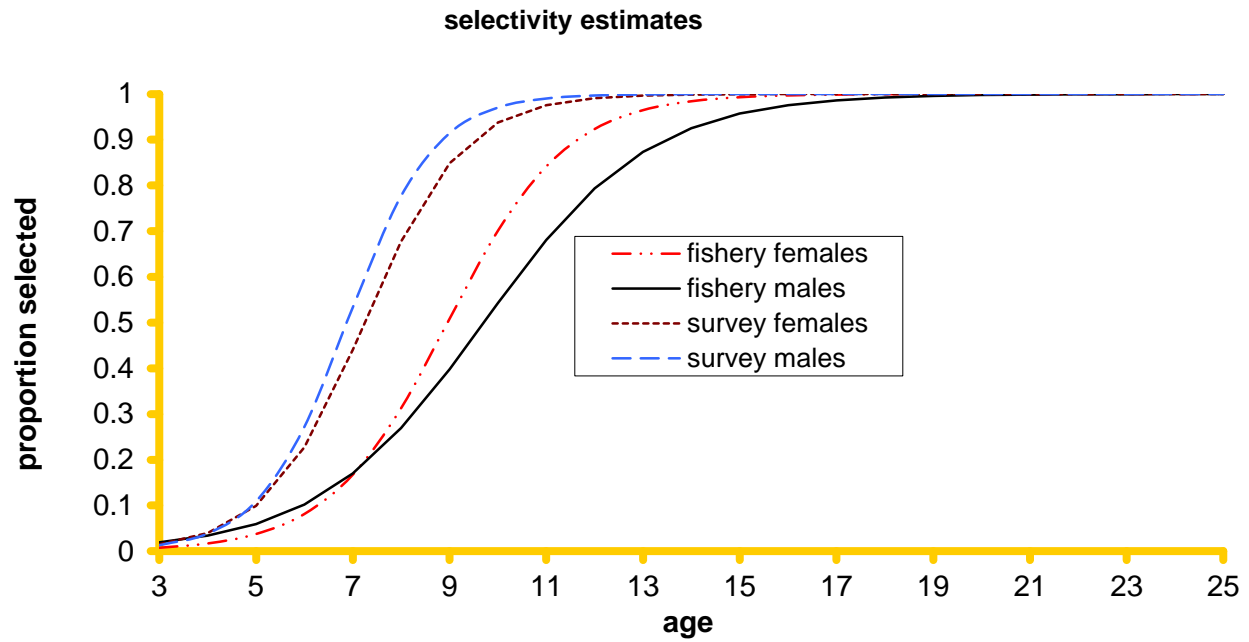 selectivity estimates
1
0.9
0.8
0.7
0.6
0.5
0.4
0.3
0.2
0.1
0
proportion selected
fishery females
fishery males
survey females
survey males
3 5 7 9 11 13 15 17 19 21 23 25
age